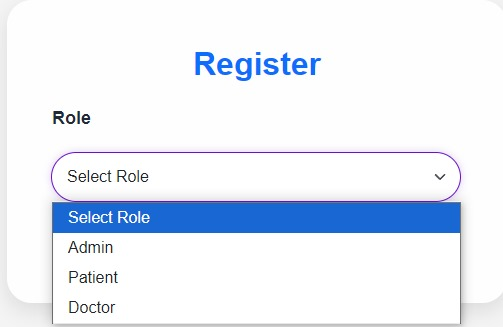 Register
Role
Select Role
Select Role
Admin
Patient
Doctor